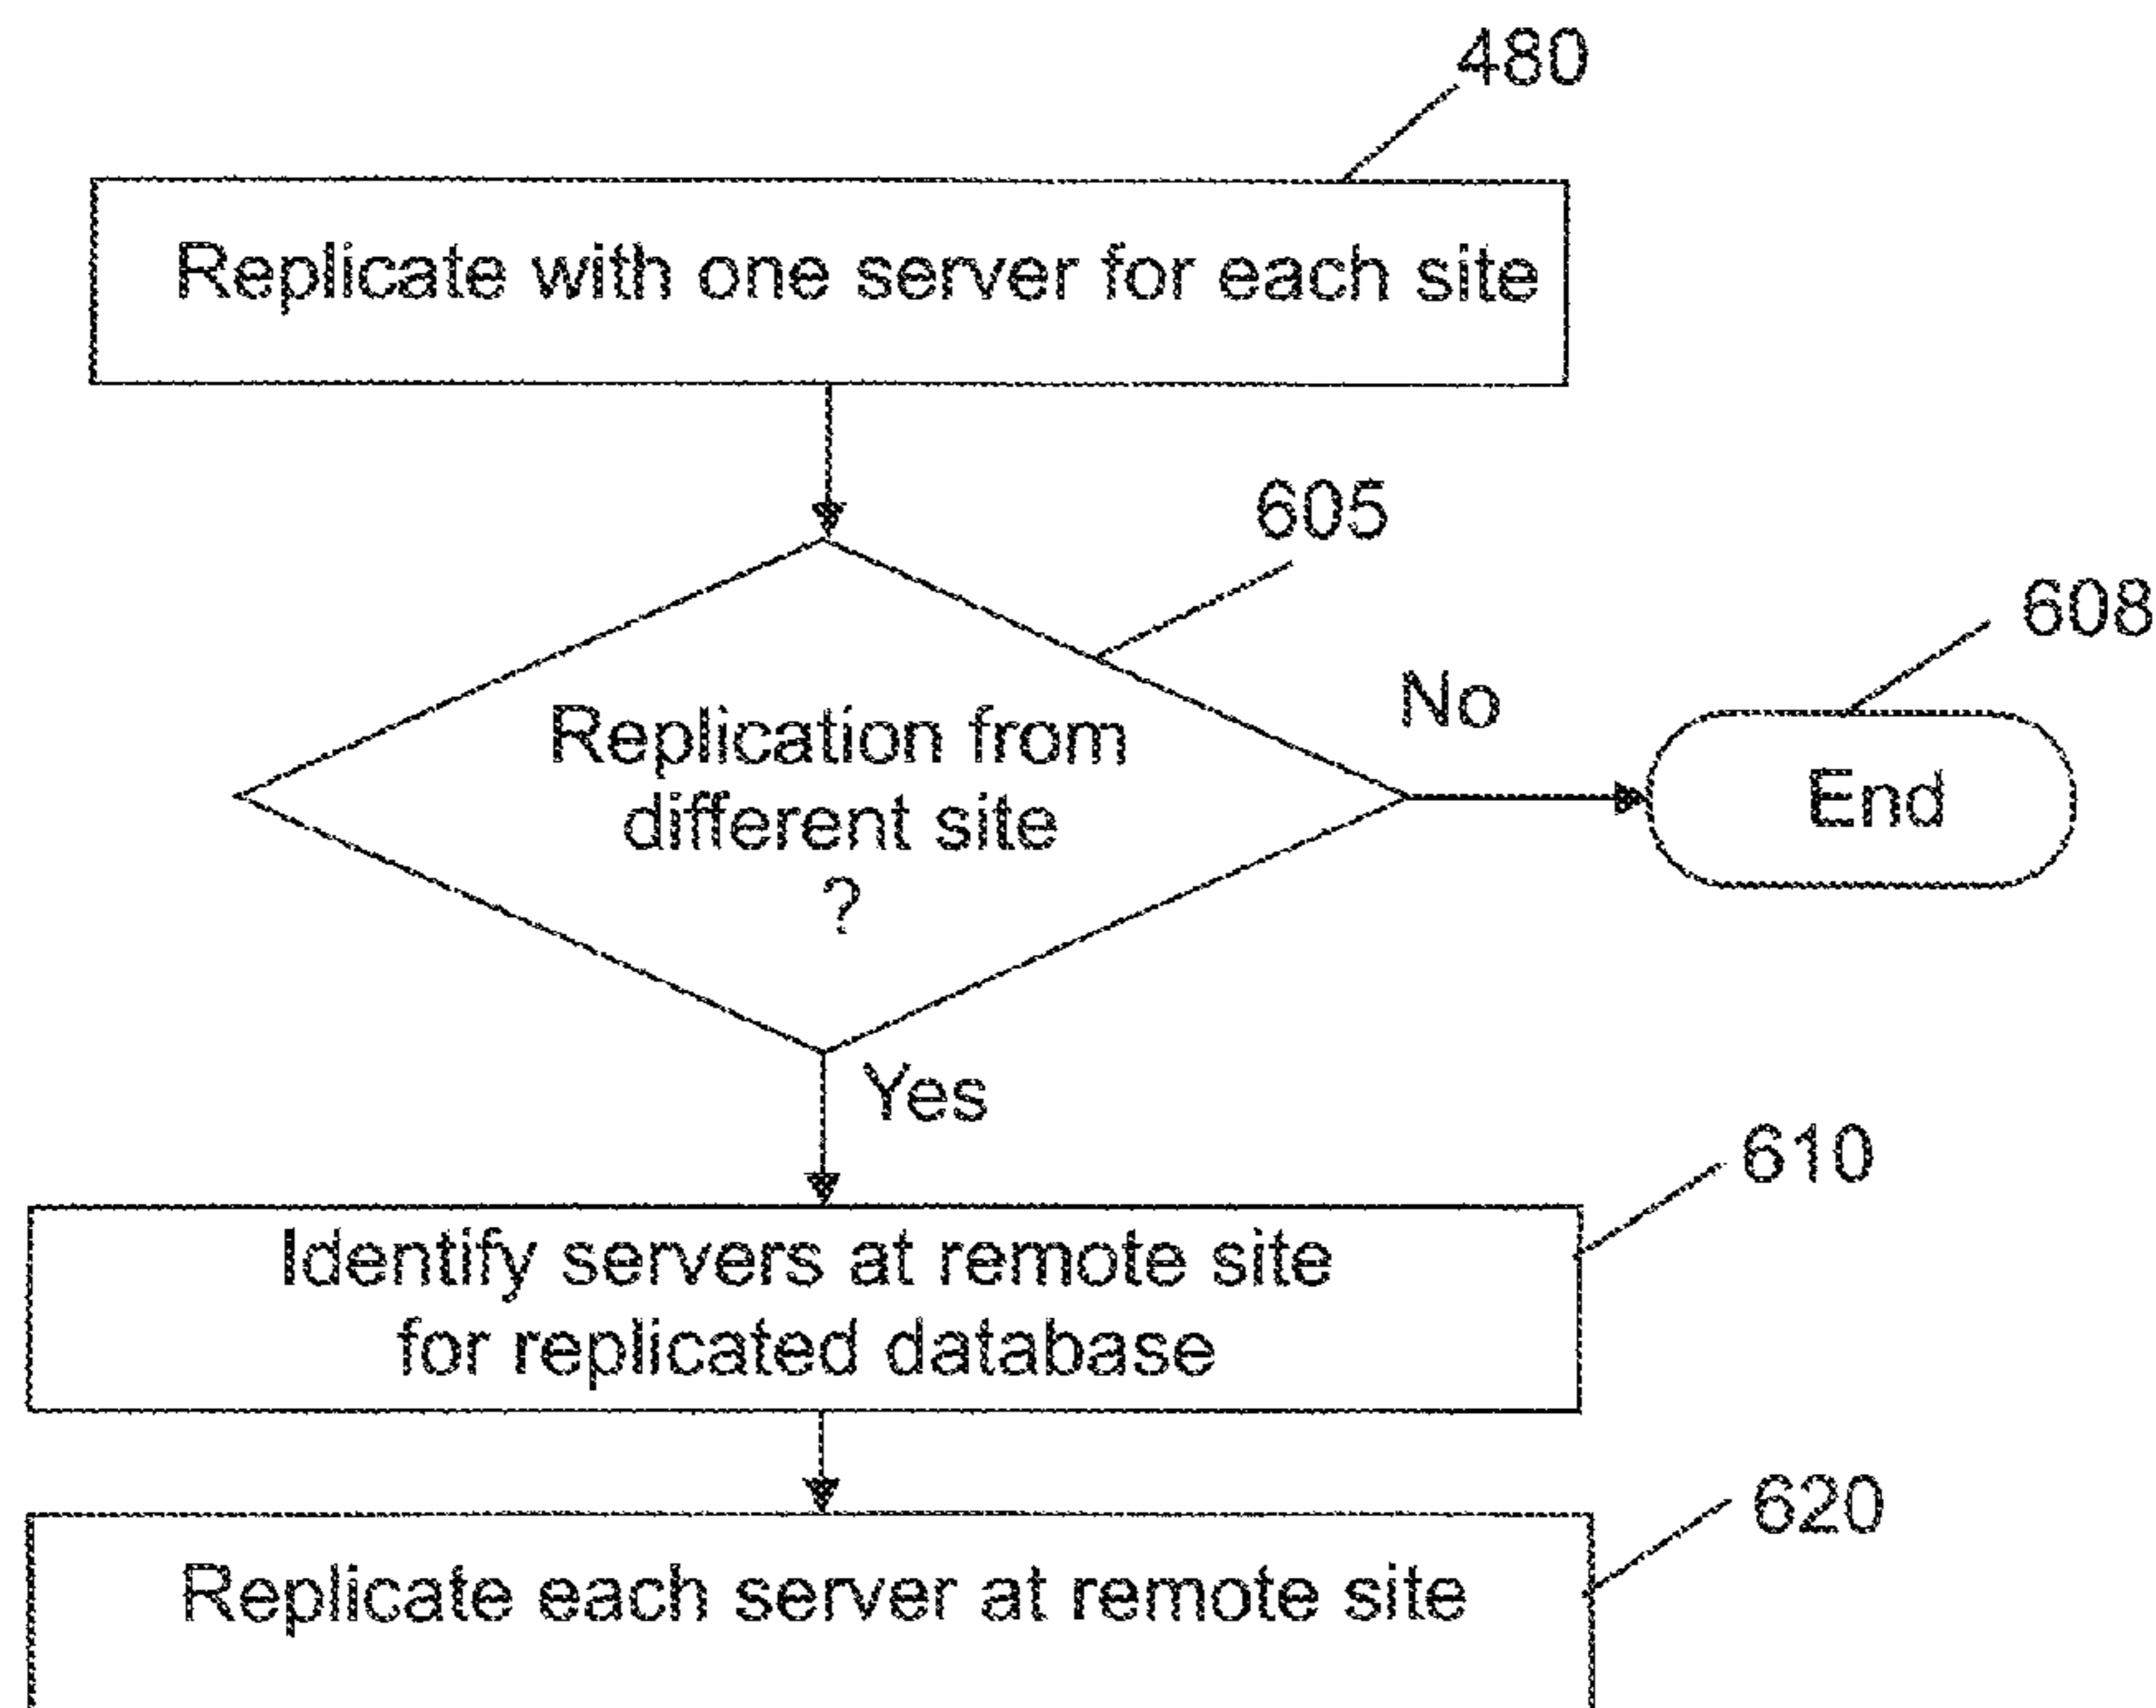 480
Replicate with one server for each site
605
608
No
Replication from
different site
?
End
Yes
610
Identify servers at remote site
for replicated database
620
Replicate each server at remote site